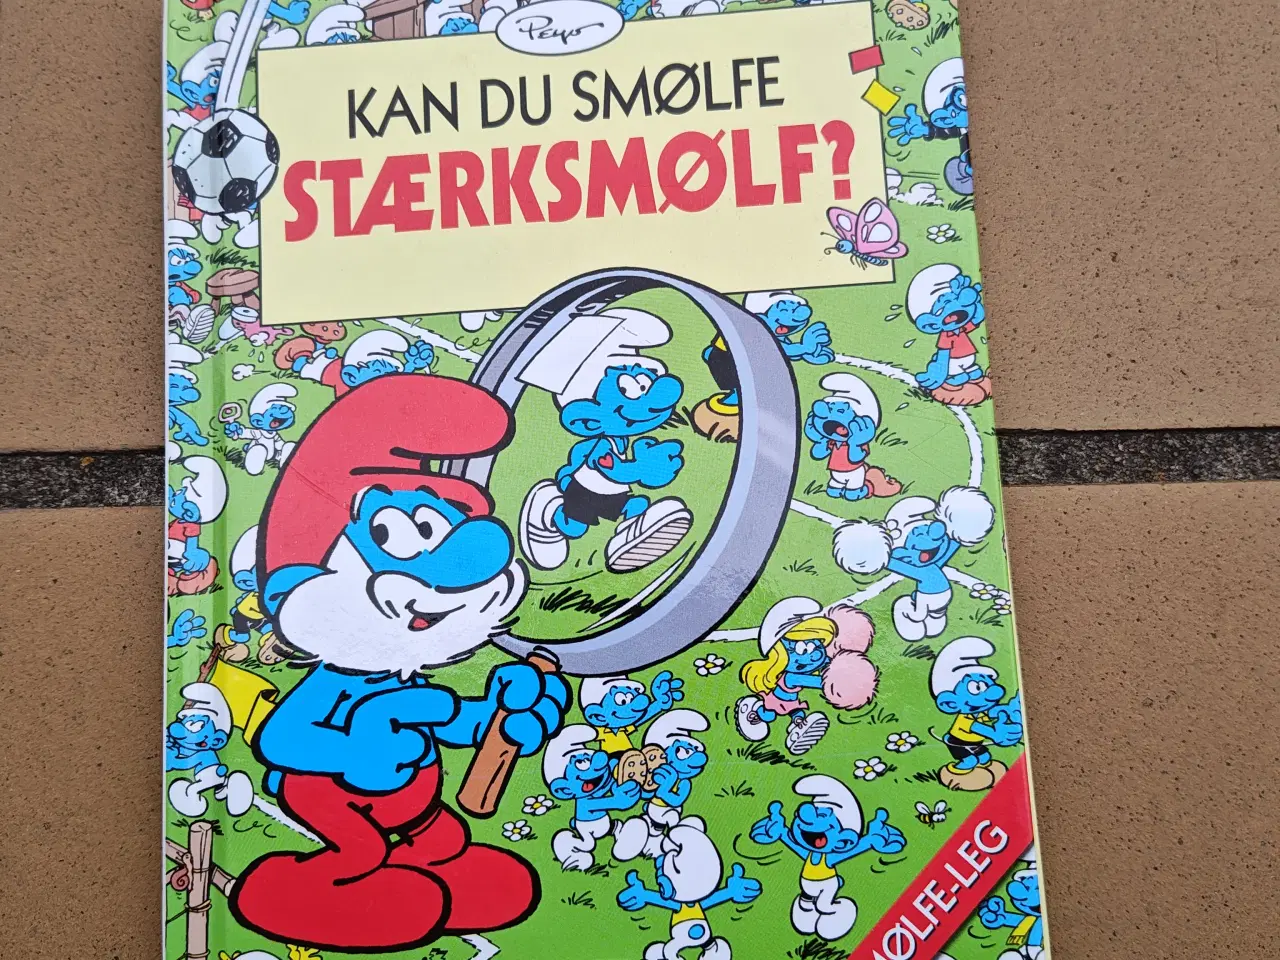 Peyo
KAN DU SMØLFE
STÆRKSMØLF?
MØLFE-LEG